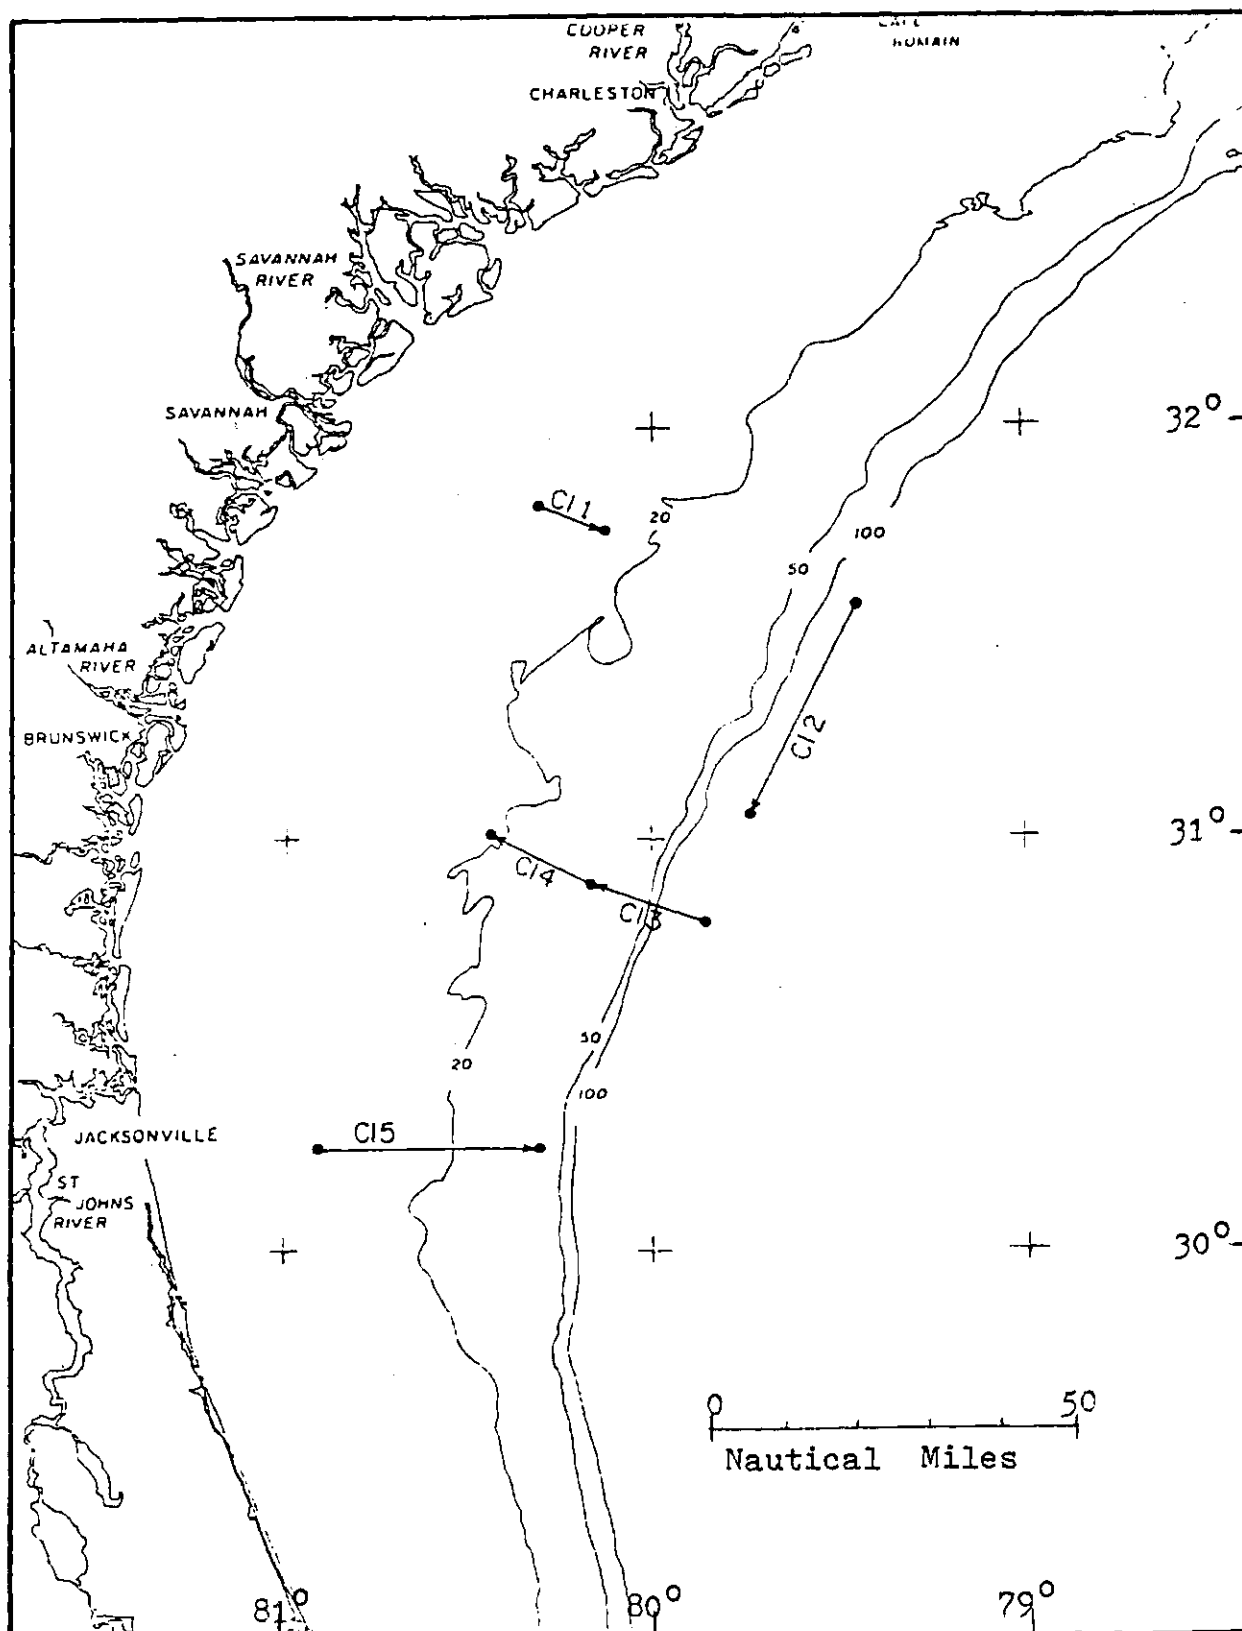 COOPER
RIVER
ROMAIN
CHARLESTON
SAVANNAH
RIVER
SAVANNAH
32°
C11
20
100
50
ALTAMAHA
RIVER
BRUNSWICK
C12
31°
C14
C13
50
20
100
JACKSONVILLE
C15
ST
JOHNS
RIVER
30°
0 50
Nautical Miles
81° 80° 79°